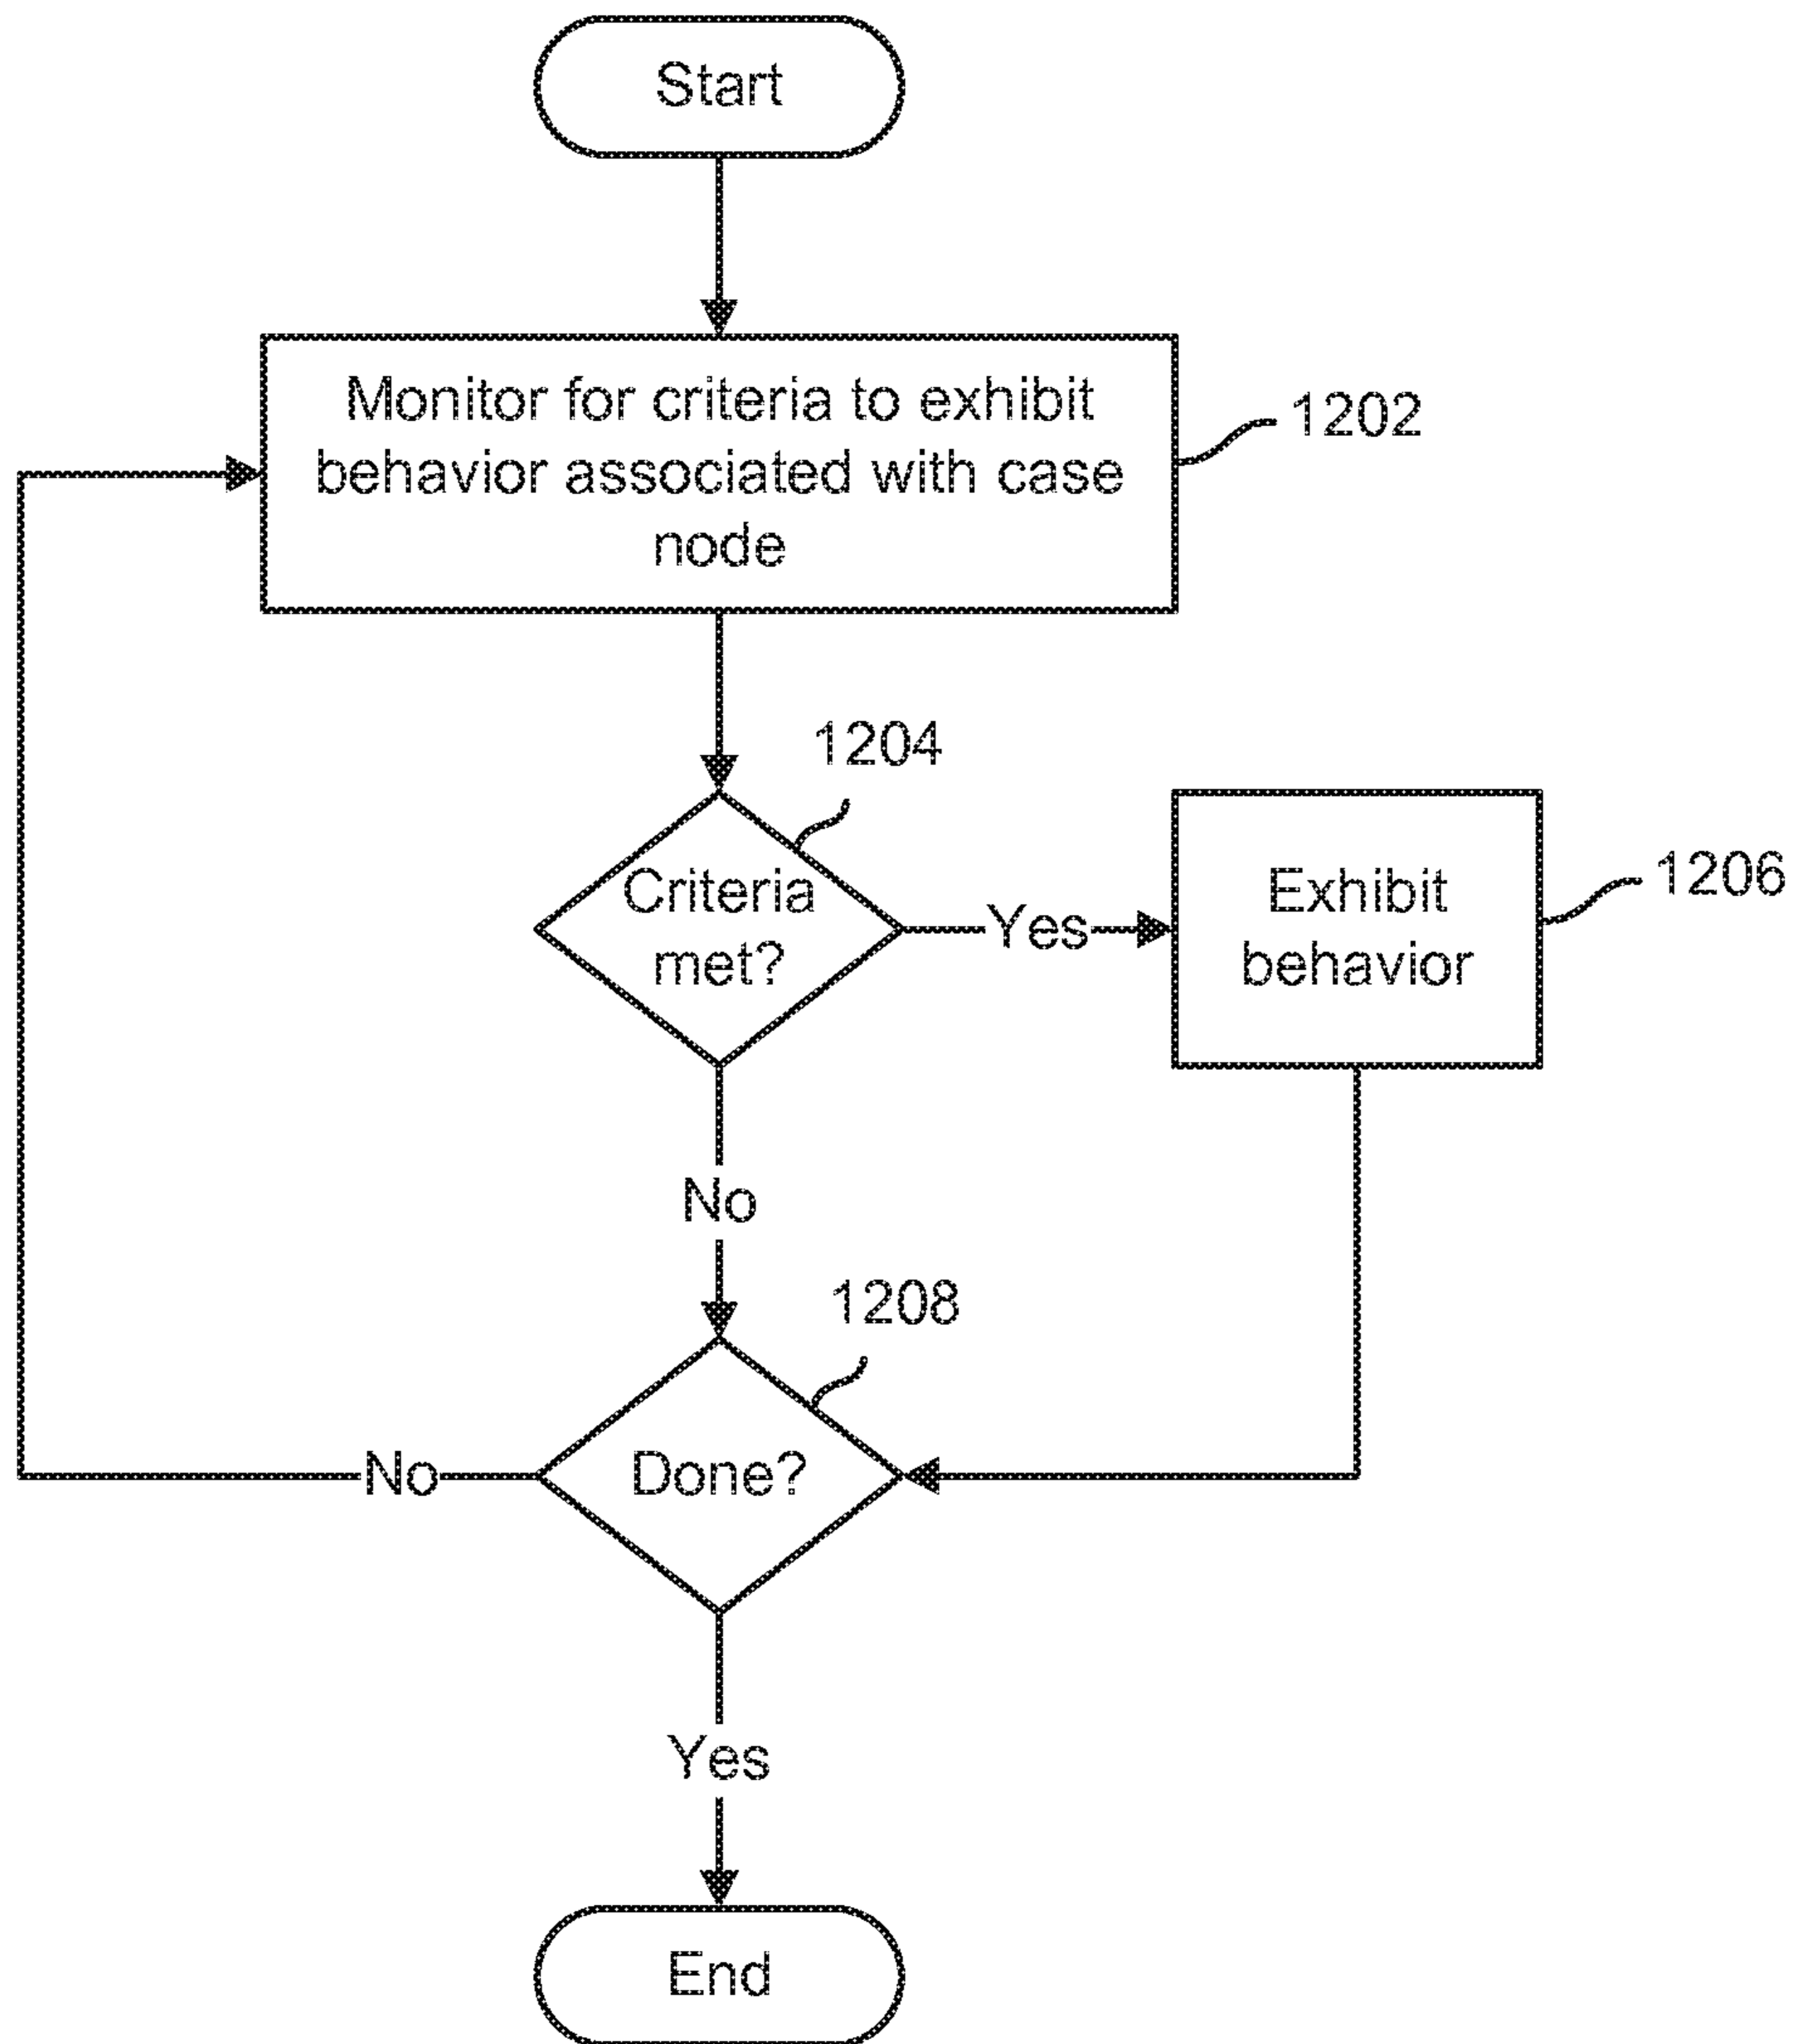 Start
Monitor for criteria to exhibit
behavior associated with case
node
1202
1204
Criteria
met?
Yes
Exhibit
behavior
1206
No
1208
Done?
No
Yes
End